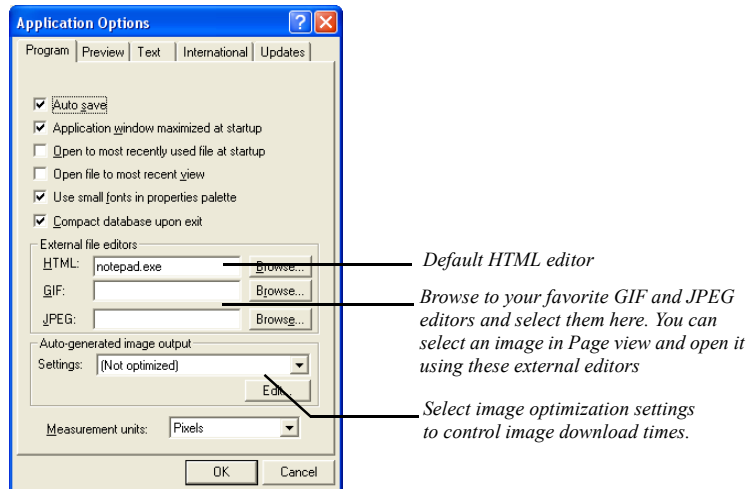 Application Options
Program Preview Text International Updates
Auto save
Application window maximized at startup
Open to most recently used file at startup
Open file to most recent view
Use small fonts in properties palette
Compact database upon exit
External file editors
HTML: notepad.exe Browse...
GIF: Browse...
JPEG: Browse...
Auto-generated image output
Settings: (Not optimized)
Edit...
Measurement units: Pixels
OK Cancel
Default HTML editor
Browse to your favorite GIF and JPEG
editors and select them here. You can
select an image in Page view and open it
using these external editors
Select image optimization settings
to control image download times.